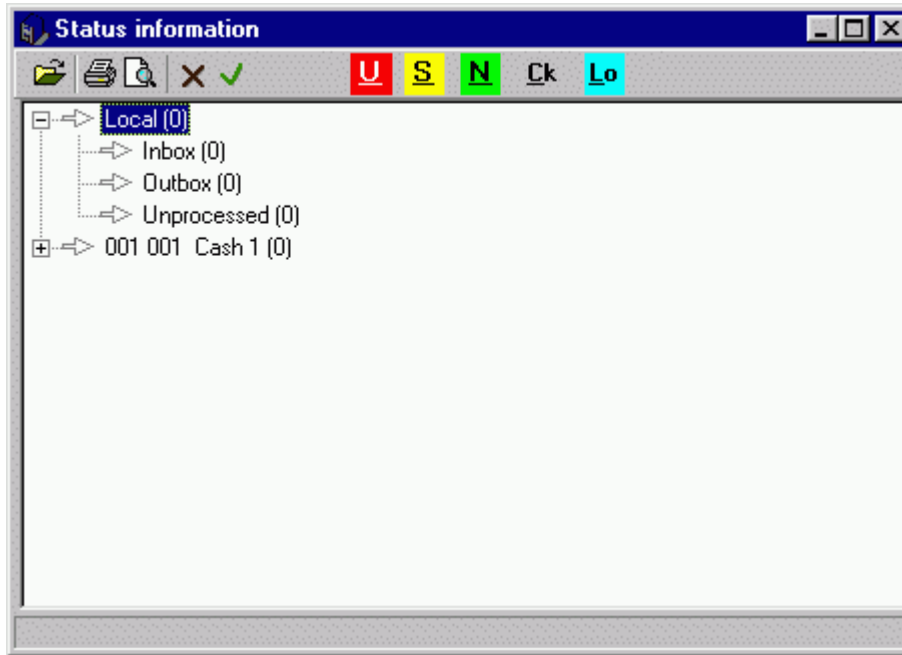 Status information
U S N Ck Lo
Local (0)
Inbox (0)
Outbox (0)
Unprocessed (0)
001 001 Cash 1 (0)